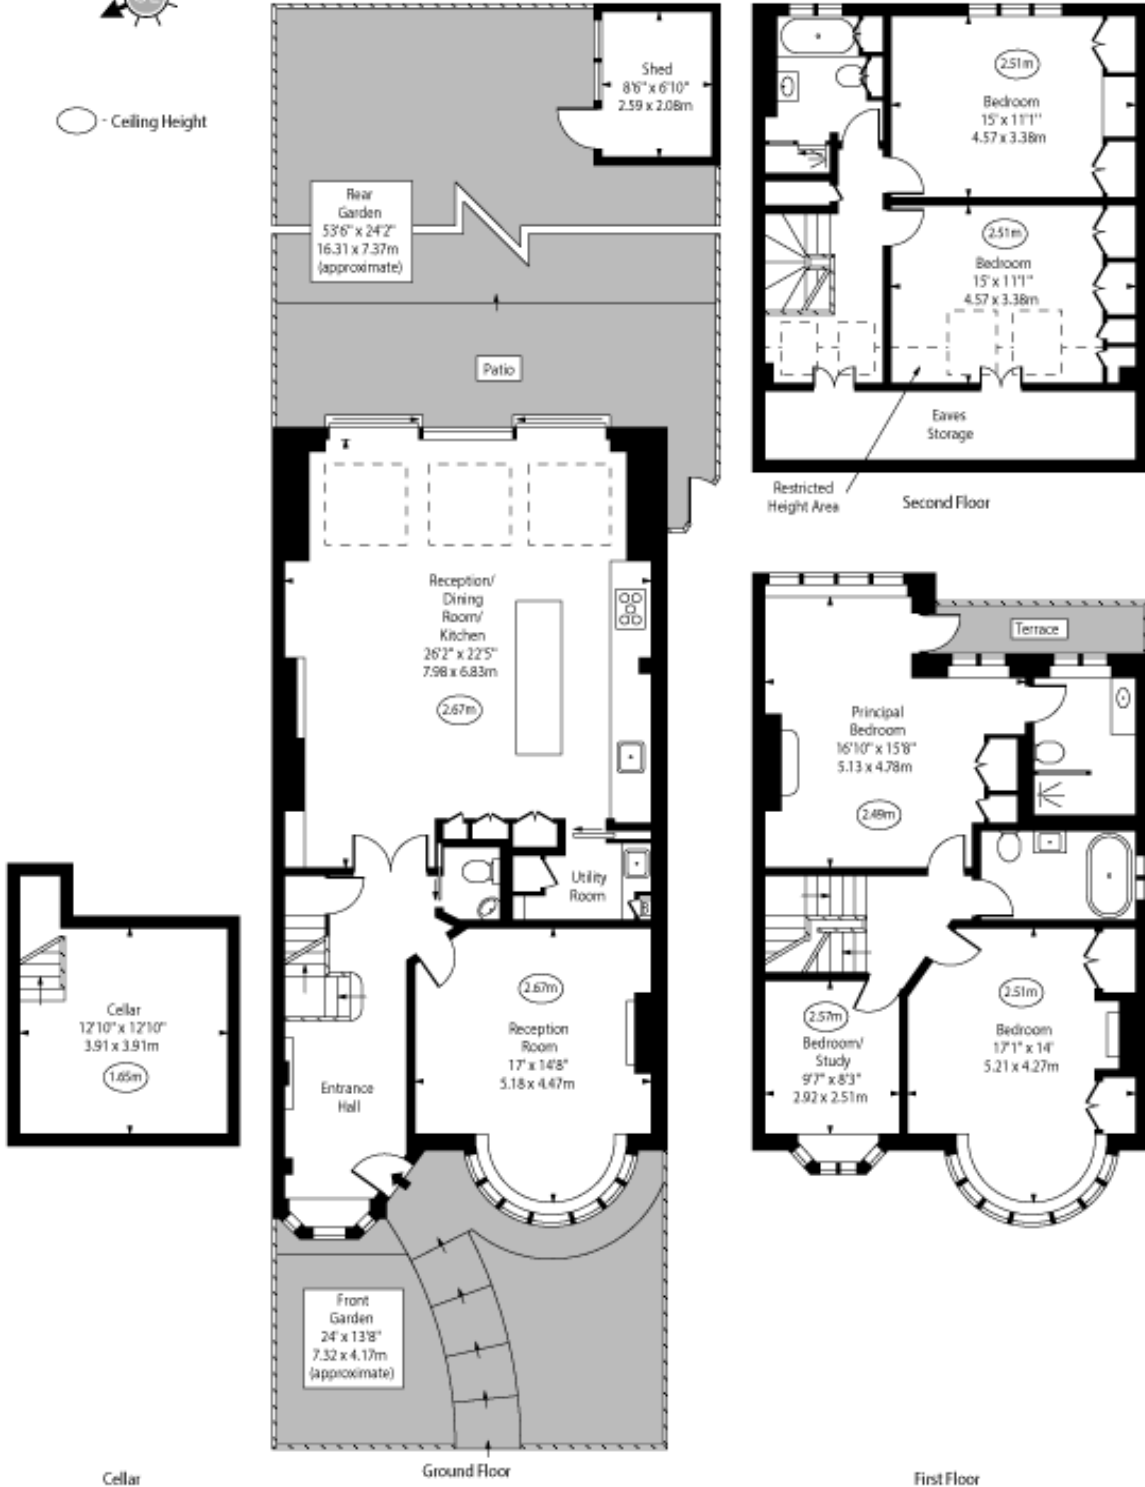 - Ceiling Height
Shed
8'6" x 6'10"
2.59 x 2.08m
Rear
Garden
53'6" x 24'2"
16.31 x 7.37m
(approximate)
Patio
Reception/
Dining
Room/
Kitchen
26'2" x 22'5"
7.98 x 6.83m
2.67m
Utility
Room
B
2.67m
Reception
Room
17' x 14'8"
5.18 x 4.47m
Entrance
Hall
Front
Garden
24' x 13'8"
7.32 x 4.17m
(approximate)
Ground Floor
Cellar
12'10" x 12'10"
3.91 x 3.91m
1.65m
Cellar
2.51m
Bedroom
15' x 11'1"
4.57 x 3.38m
2.51m
Bedroom
15' x 11'1"
4.57 x 3.38m
Eaves
Storage
Restricted
Height Area
Second Floor
Terrace
Principal
Bedroom
16'10" x 15'8"
5.13 x 4.78m
2.49m
2.57m
Bedroom/
Study
9'7" x 8'3"
2.92 x 2.51m
2.51m
Bedroom
17'1" x 14'
5.21 x 4.27m
First Floor